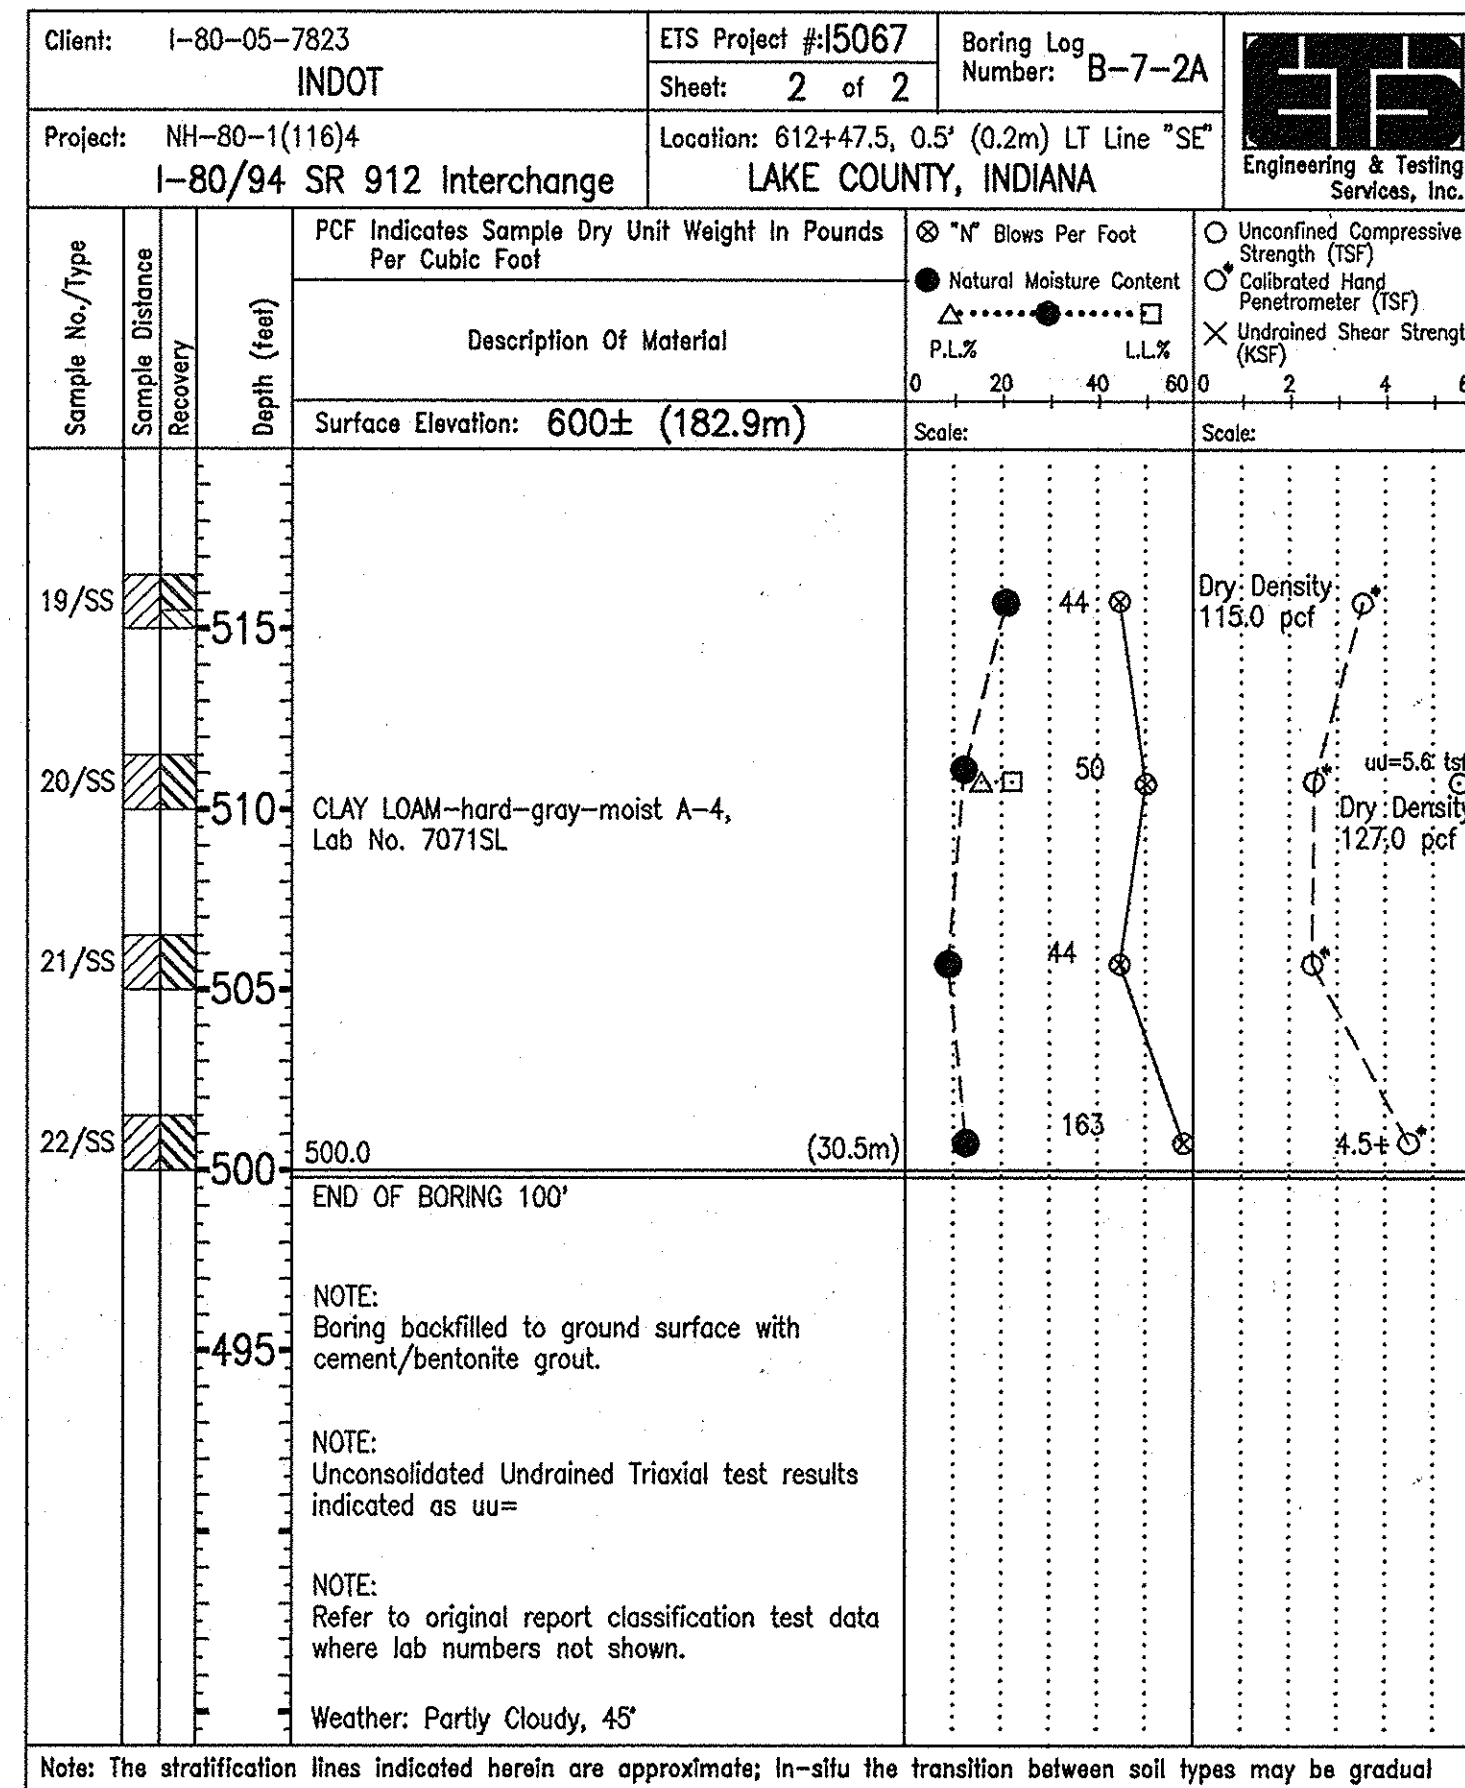 Client: I-80-05-7823
INDOT
ETS Project #:I5067
Sheet: 2 of 2
Boring Log
Number: B-7-2A
ETS
Engineering & Testing
Services, Inc.
Project: NH-80-1(116)4
I-80/94 SR 912 Interchange
Location: 612+47.5, 0.5' (0.2m) LT Line "SE"
LAKE COUNTY, INDIANA
Sample No./Type
Sample Distance
Recovery
Depth (feet)
PCF Indicates Sample Dry Unit Weight In Pounds
Per Cubic Foot
Description Of Material
Surface Elevation: 600± (182.9m)
"N" Blows Per Foot
Natural Moisture Content
P.L.% L.L.%
0 20 40 60
Scale:
Unconfined Compressive
Strength (TSF)
* Calibrated Hand
Penetrometer (TSF)
Undrained Shear Strengt
(KSF)
0 2 4 6
Scale:
19/SS
44
Dry Density
115.0 pcf
*
515
20/SS
50
*
uu=5.6 tsf
510
CLAY LOAM-hard-gray-moist A-4,
Lab No. 7071SL
Dry Density
127.0 pcf
21/SS
44
*
505
22/SS
163
4.5+ *
500
500.0 (30.5m)
END OF BORING 100'
NOTE:
Boring backfilled to ground surface with
cement/bentonite grout.
495
NOTE:
Unconsolidated Undrained Triaxial test results
indicated as uu=
NOTE:
Refer to original report classification test data
where lab numbers not shown.
Weather: Partly Cloudy, 45°
Note: The stratification lines indicated herein are approximate; In-situ the transition between soil types may be gradual